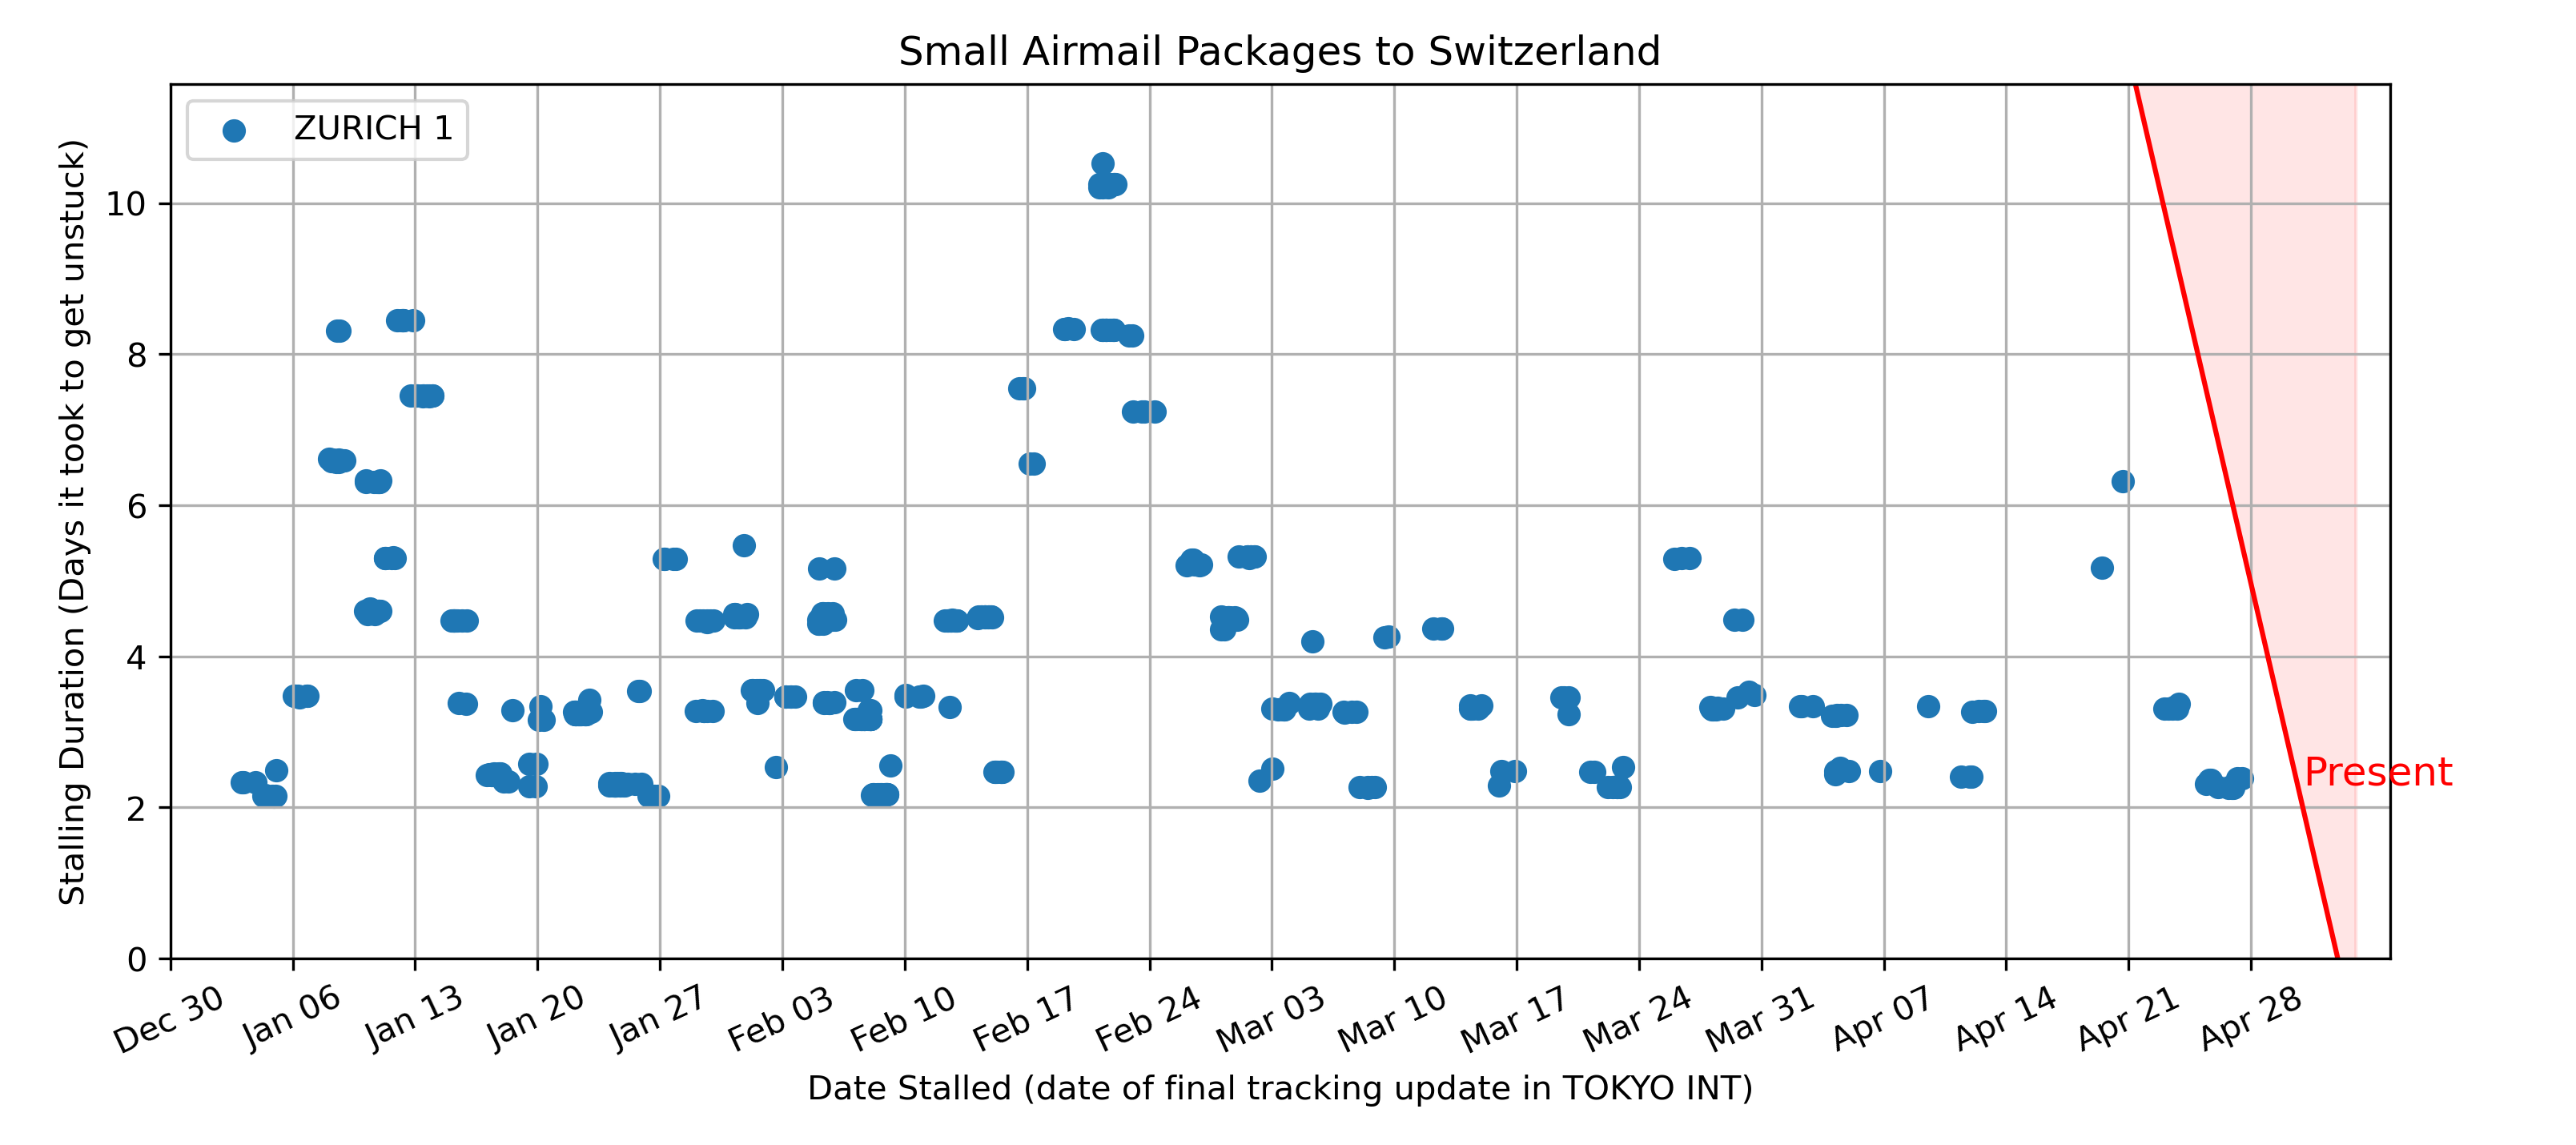 Small Airmail Packages to Switzerland
ZURICH 1
Stalling Duration (Days it took to get unstuck)
10
8
6
4
2
0
Present
Dec 30
Jan 06
Jan 13
Jan 20
Jan 27
Feb 03
Feb 10
Feb 17
Feb 24
Mar 03
Mar 10
Mar 17
Mar 24
Mar 31
Apr 07
Apr 14
Apr 21
Apr 28
Date Stalled (date of final tracking update in TOKYO INT)